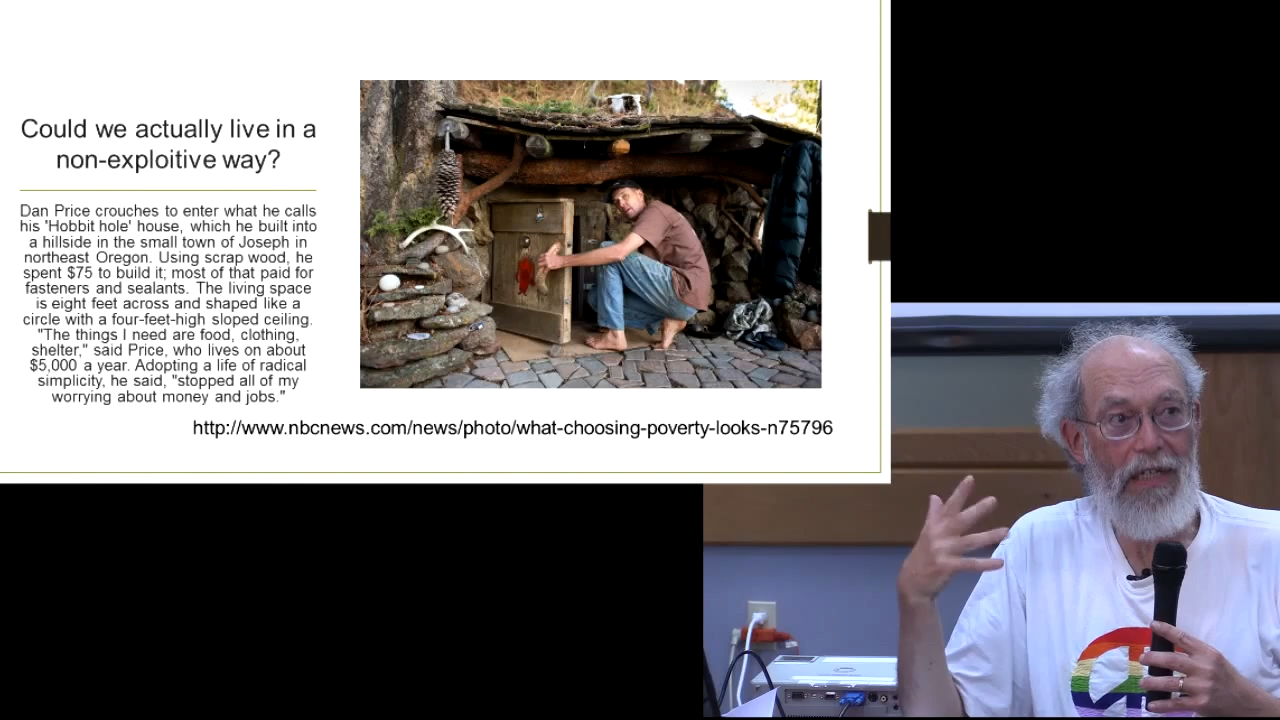 Could we actually live in a
non-exploitive way?
Dan Price crouches to enter what he calls
his 'Hobbit hole' house, which he built into
a hillside in the small town of Joseph in
northeast Oregon. Using scrap wood, he
spent $75 to build it; most of that paid for
fasteners and sealants. The living space
is eight feet across and shaped like a
circle with a four-feet-high sloped ceiling.
"The things I need are food, clothing,
shelter," said Price, who lives on about
$5,000 a year. Adopting a life of radical
simplicity, he said, "stopped all of my
worrying about money and jobs."
http://www.nbcnews.com/news/photo/what-choosing-poverty-looks-n75796